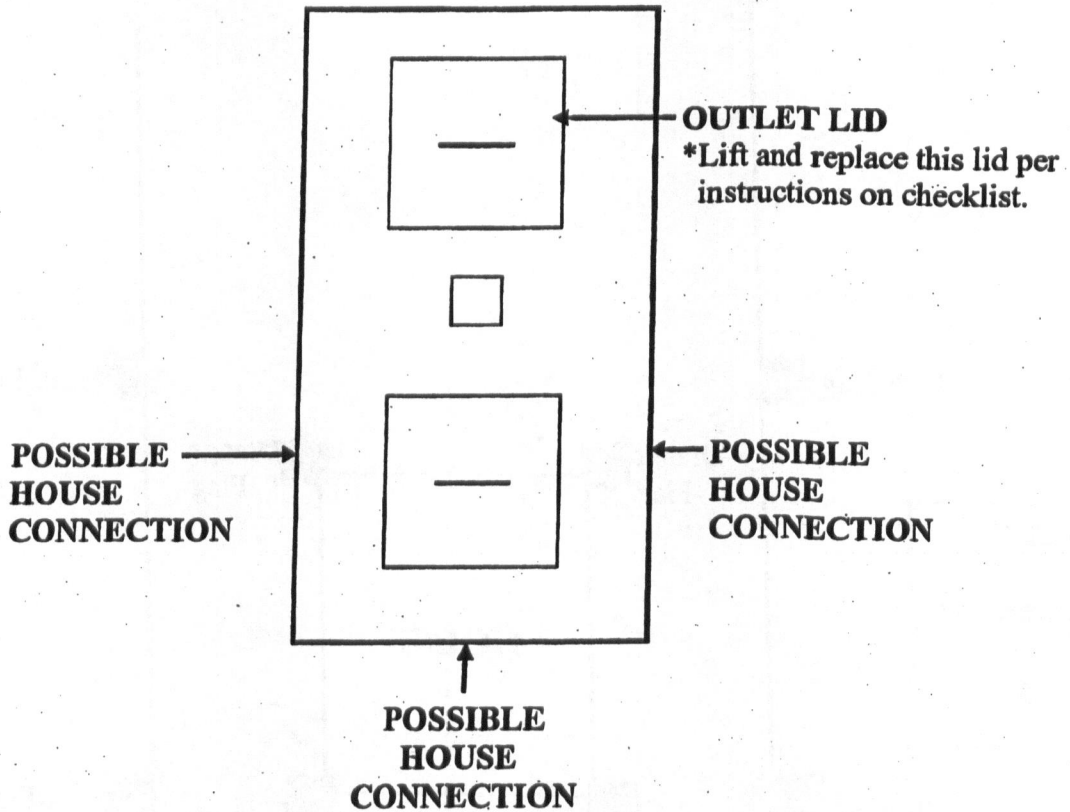 OUTLET LID
*Lift and replace this lid per
instructions on checklist.
POSSIBLE
HOUSE
CONNECTION
POSSIBLE
HOUSE
CONNECTION
POSSIBLE
HOUSE
CONNECTION